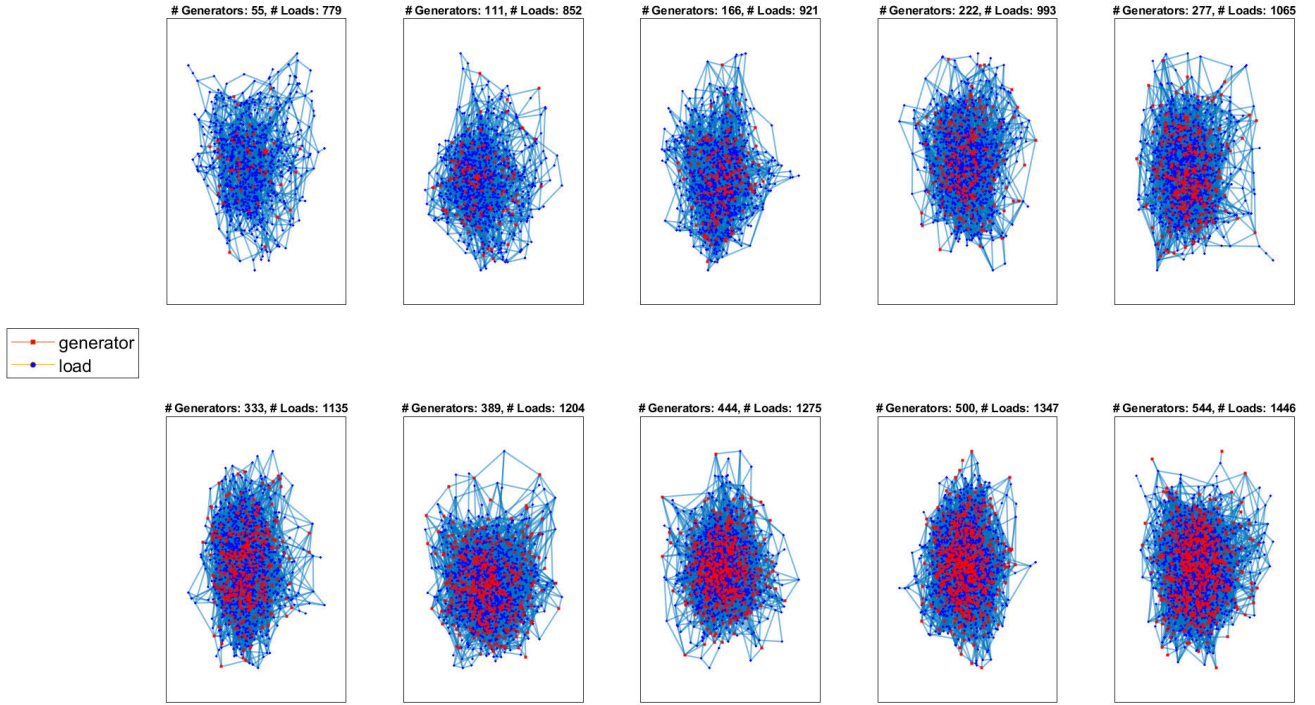 # Generators: 55, # Loads: 779
# Generators: 111, # Loads: 852
# Generators: 166, # Loads: 921
# Generators: 222, # Loads: 993
# Generators: 277, # Loads: 1065
generator
load
# Generators: 333, # Loads: 1135
# Generators: 389, # Loads: 1204
# Generators: 444, # Loads: 1275
# Generators: 500, # Loads: 1347
# Generators: 544, # Loads: 1446